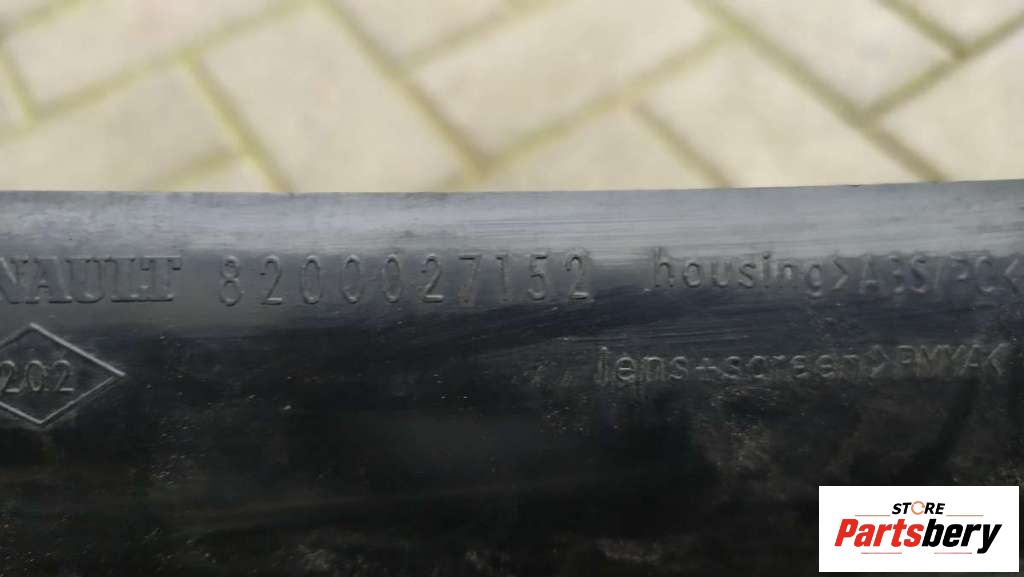 NAULT 8200027152 housing>ABS/PC<
202 lens+screen>PMMA<
STORE
Partsbery